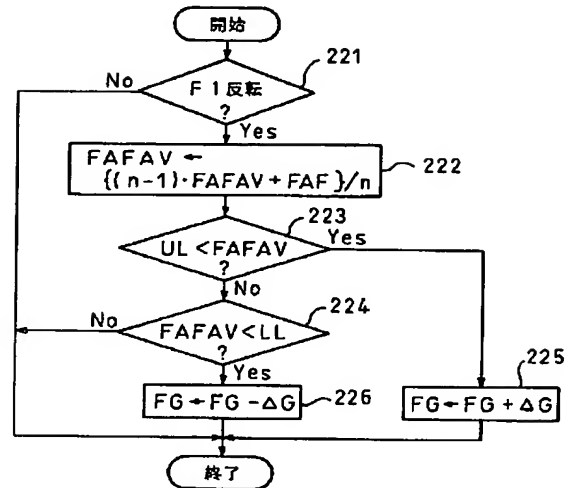 開始
221
No
F1反転
?
Yes
FAFAV ←
{(n-1)·FAFAV+FAF}/n
222
223
UL<FAFAV
?
Yes
No
224
No
FAFAV<LL
?
Yes
225
FG←FG-ΔG
226
FG←FG+ΔG
終了